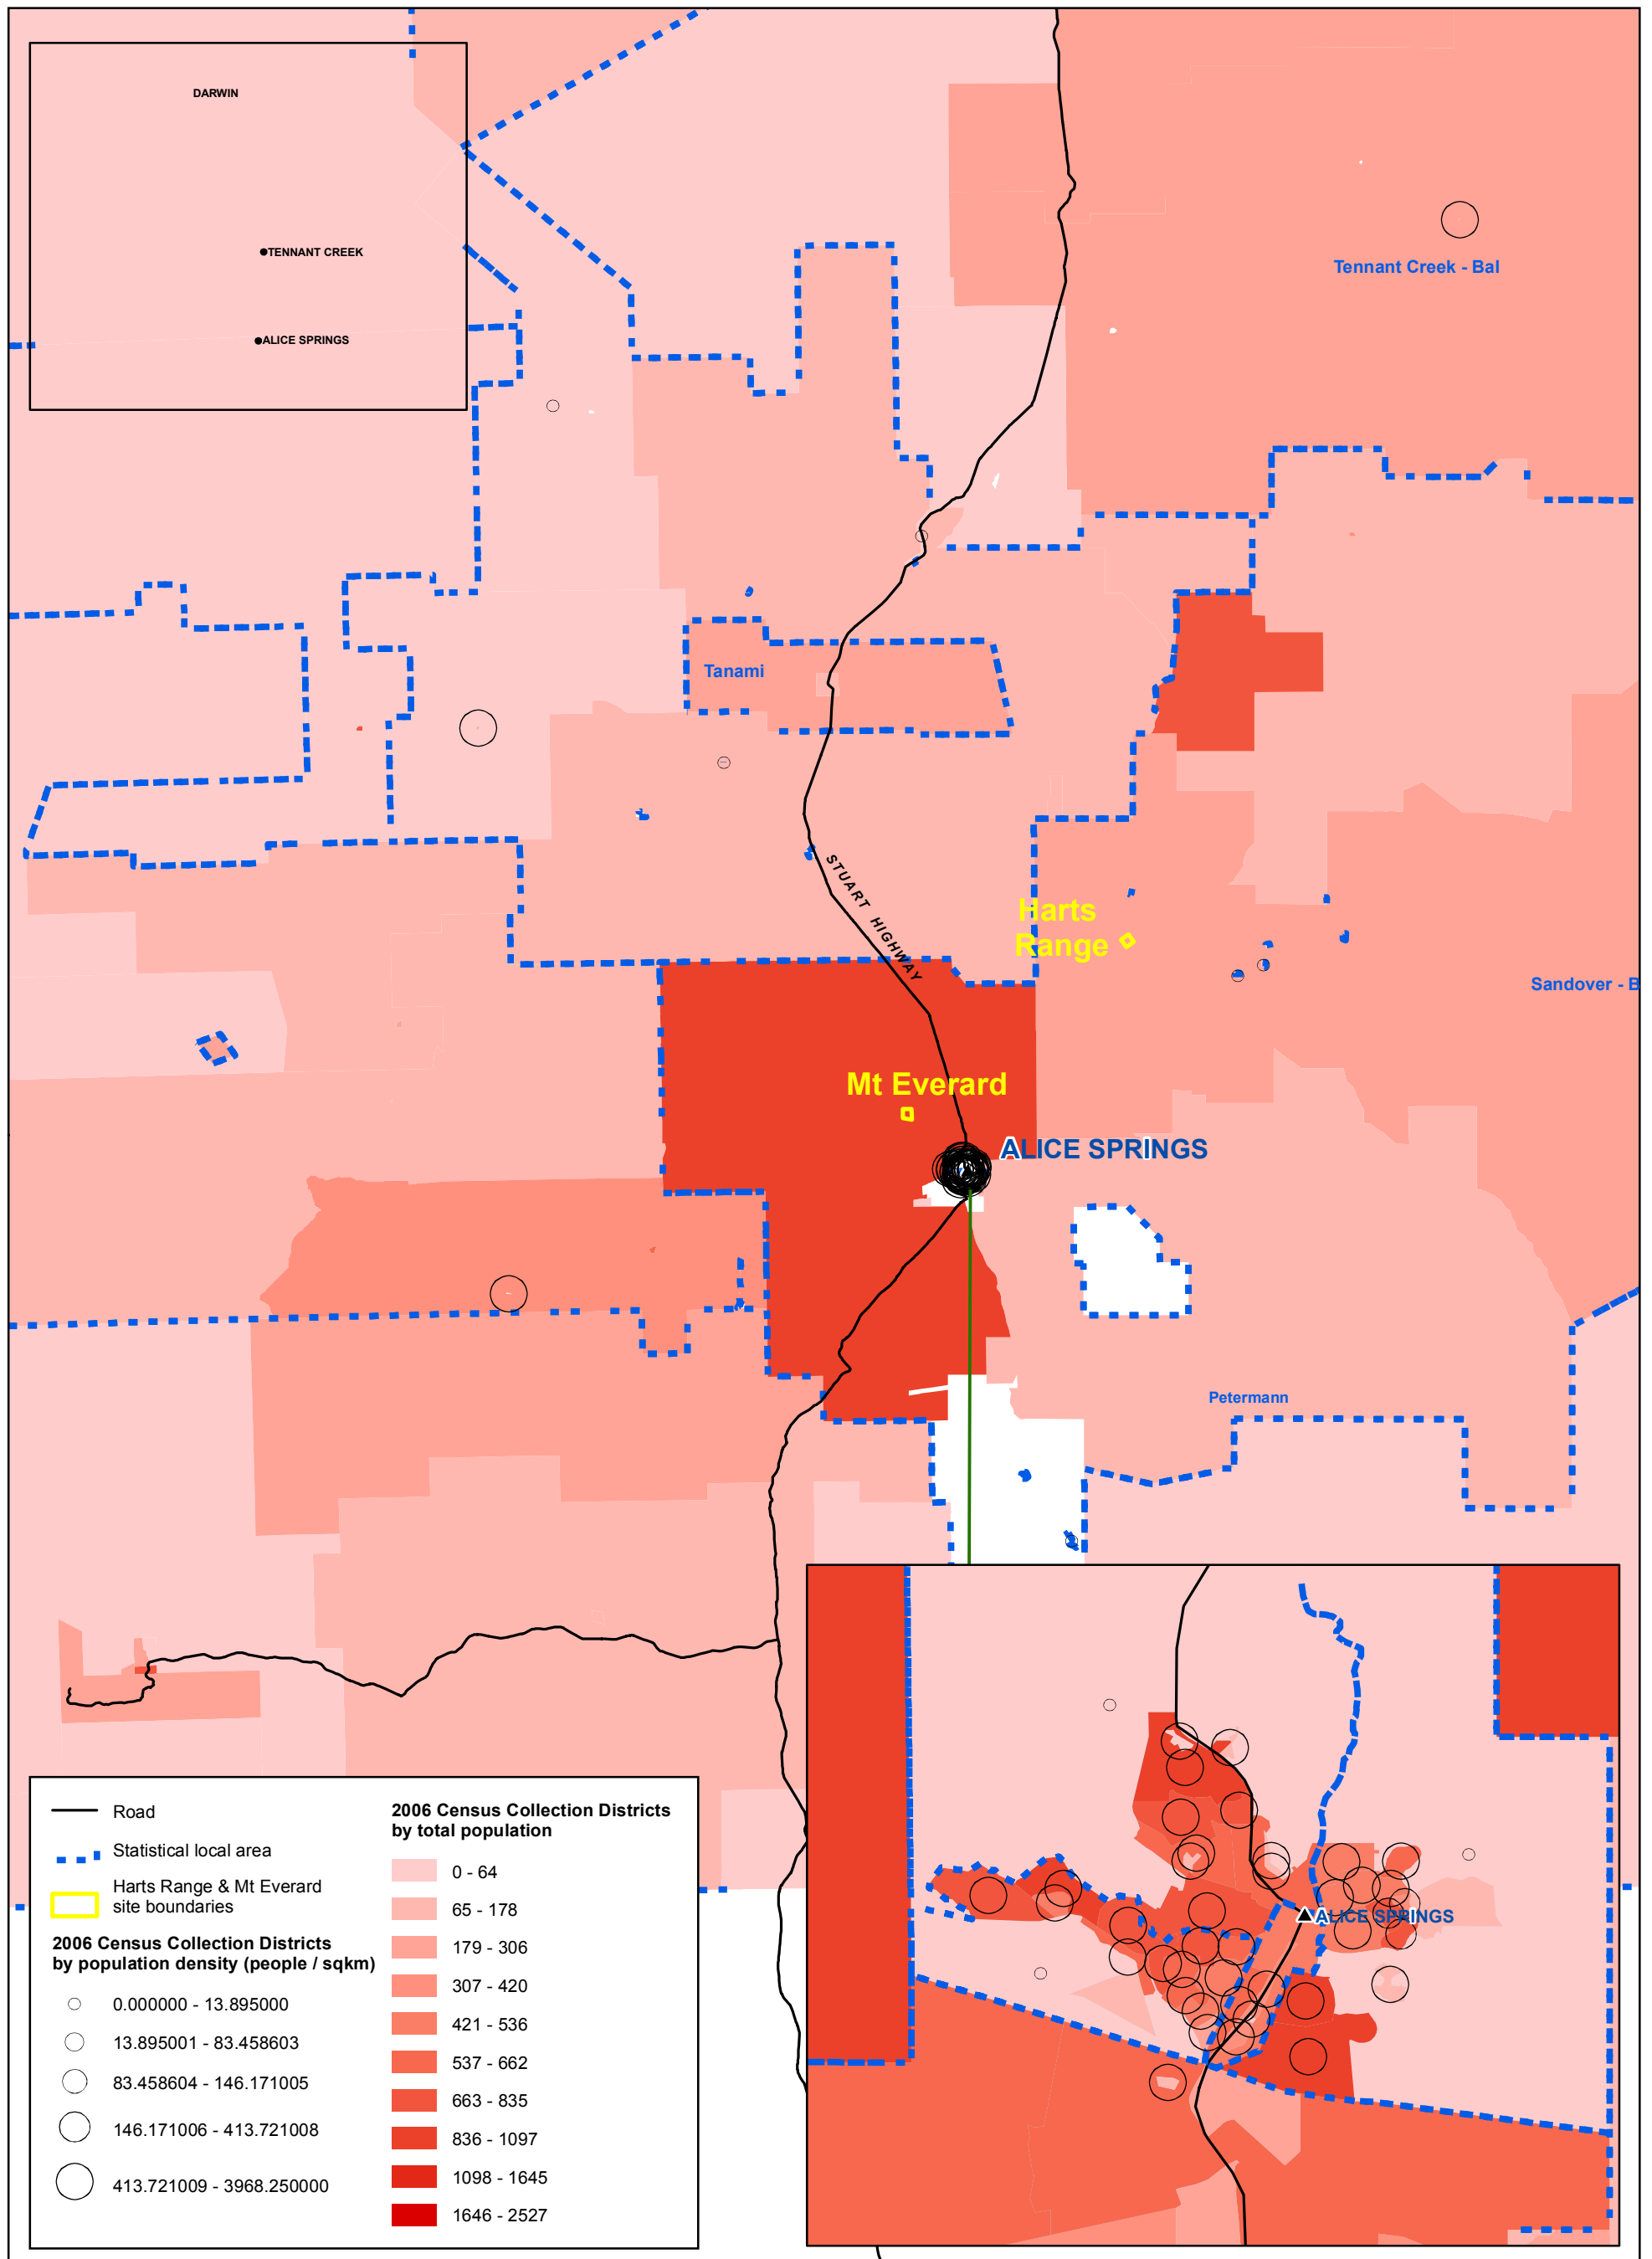 DARWIN
TENNANT CREEK
ALICE SPRINGS
Tennant Creek - Bal
Tanami
STUART HIGHWAY
Harts
Range
Sandover - B
Mt Everard
ALICE SPRINGS
Petermann
ALICE SPRINGS
Road
Statistical local area
Harts Range & Mt Everard
site boundaries
2006 Census Collection Districts
by population density (people / sqkm)
0.000000 - 13.895000
13.895001 - 83.458603
83.458604 - 146.171005
146.171006 - 413.721008
413.721009 - 3968.250000
2006 Census Collection Districts
by total population
0 - 64
65 - 178
179 - 306
307 - 420
421 - 536
537 - 662
663 - 835
836 - 1097
1098 - 1645
1646 - 2527